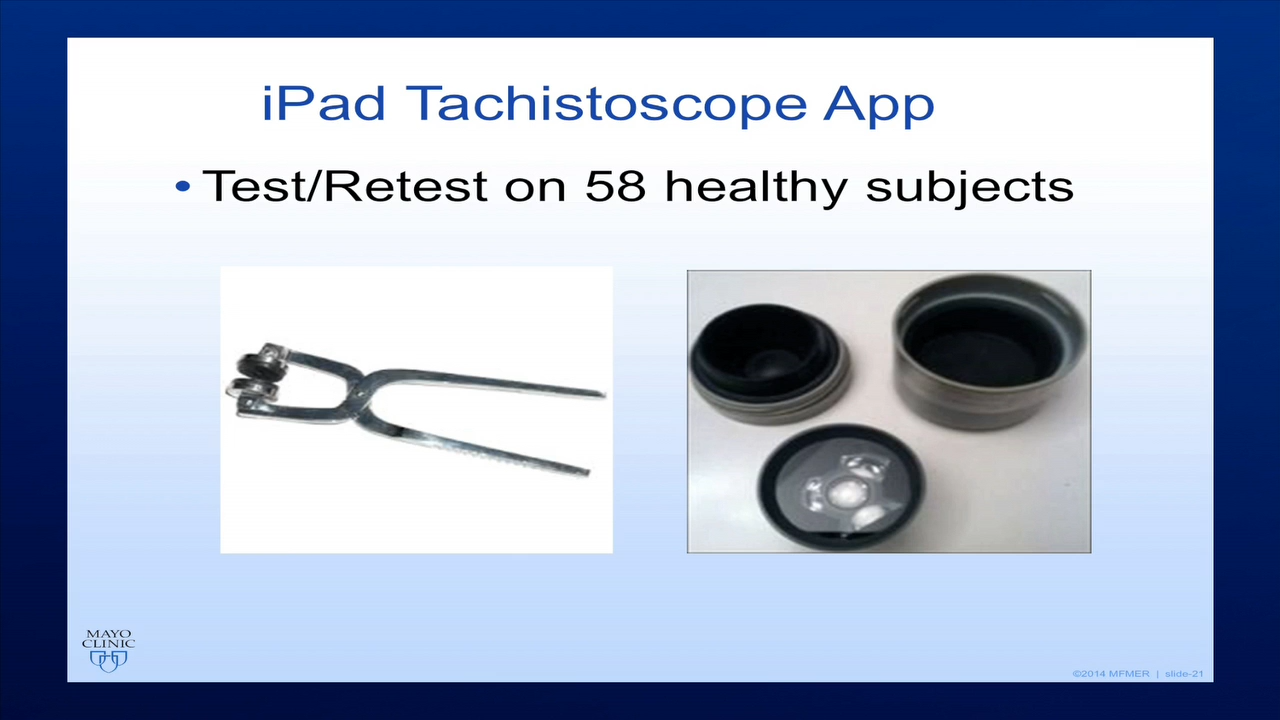 iPad Tachistoscope App
• Test/Retest on 58 healthy subjects
MAYO
CLINIC
©2014 MFMER | slide-21